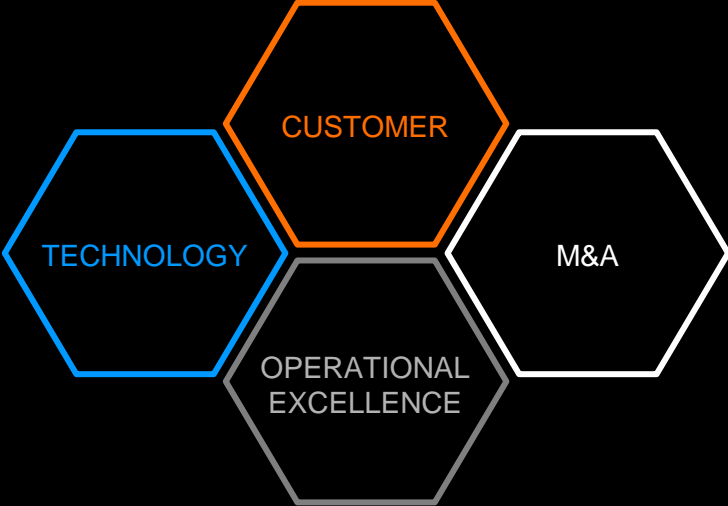 CUSTOMER
TECHNOLOGY
M&A
OPERATIONAL
EXCELLENCE